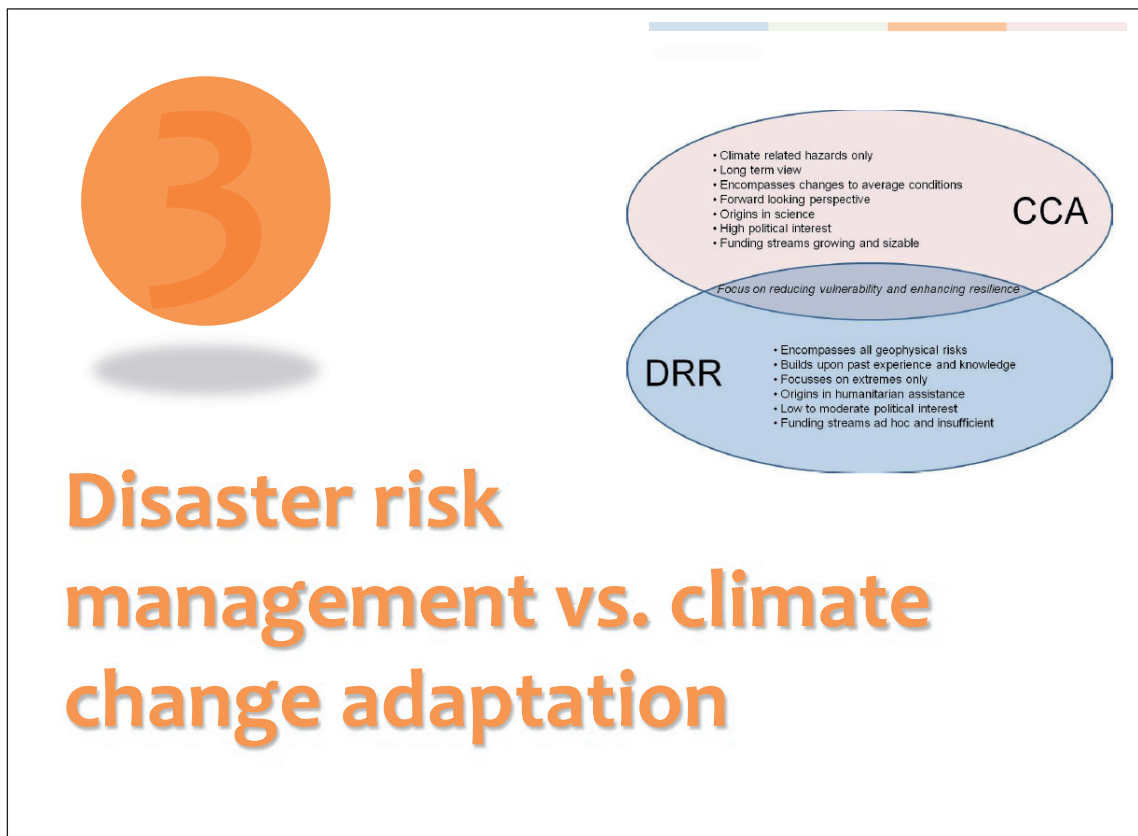 3
• Climate related hazards only
• Long term view
• Encompasses changes to average conditions
• Forward looking perspective
• Origins in science
• High political interest
• Funding streams growing and sizable
CCA
Focus on reducing vulnerability and enhancing resilience
DRR
• Encompasses all geophysical risks
• Builds upon past experience and knowledge
• Focusses on extremes only
• Origins in humanitarian assistance
• Low to moderate political interest
• Funding streams ad hoc and insufficient
Disaster risk
management vs. climate
change adaptation